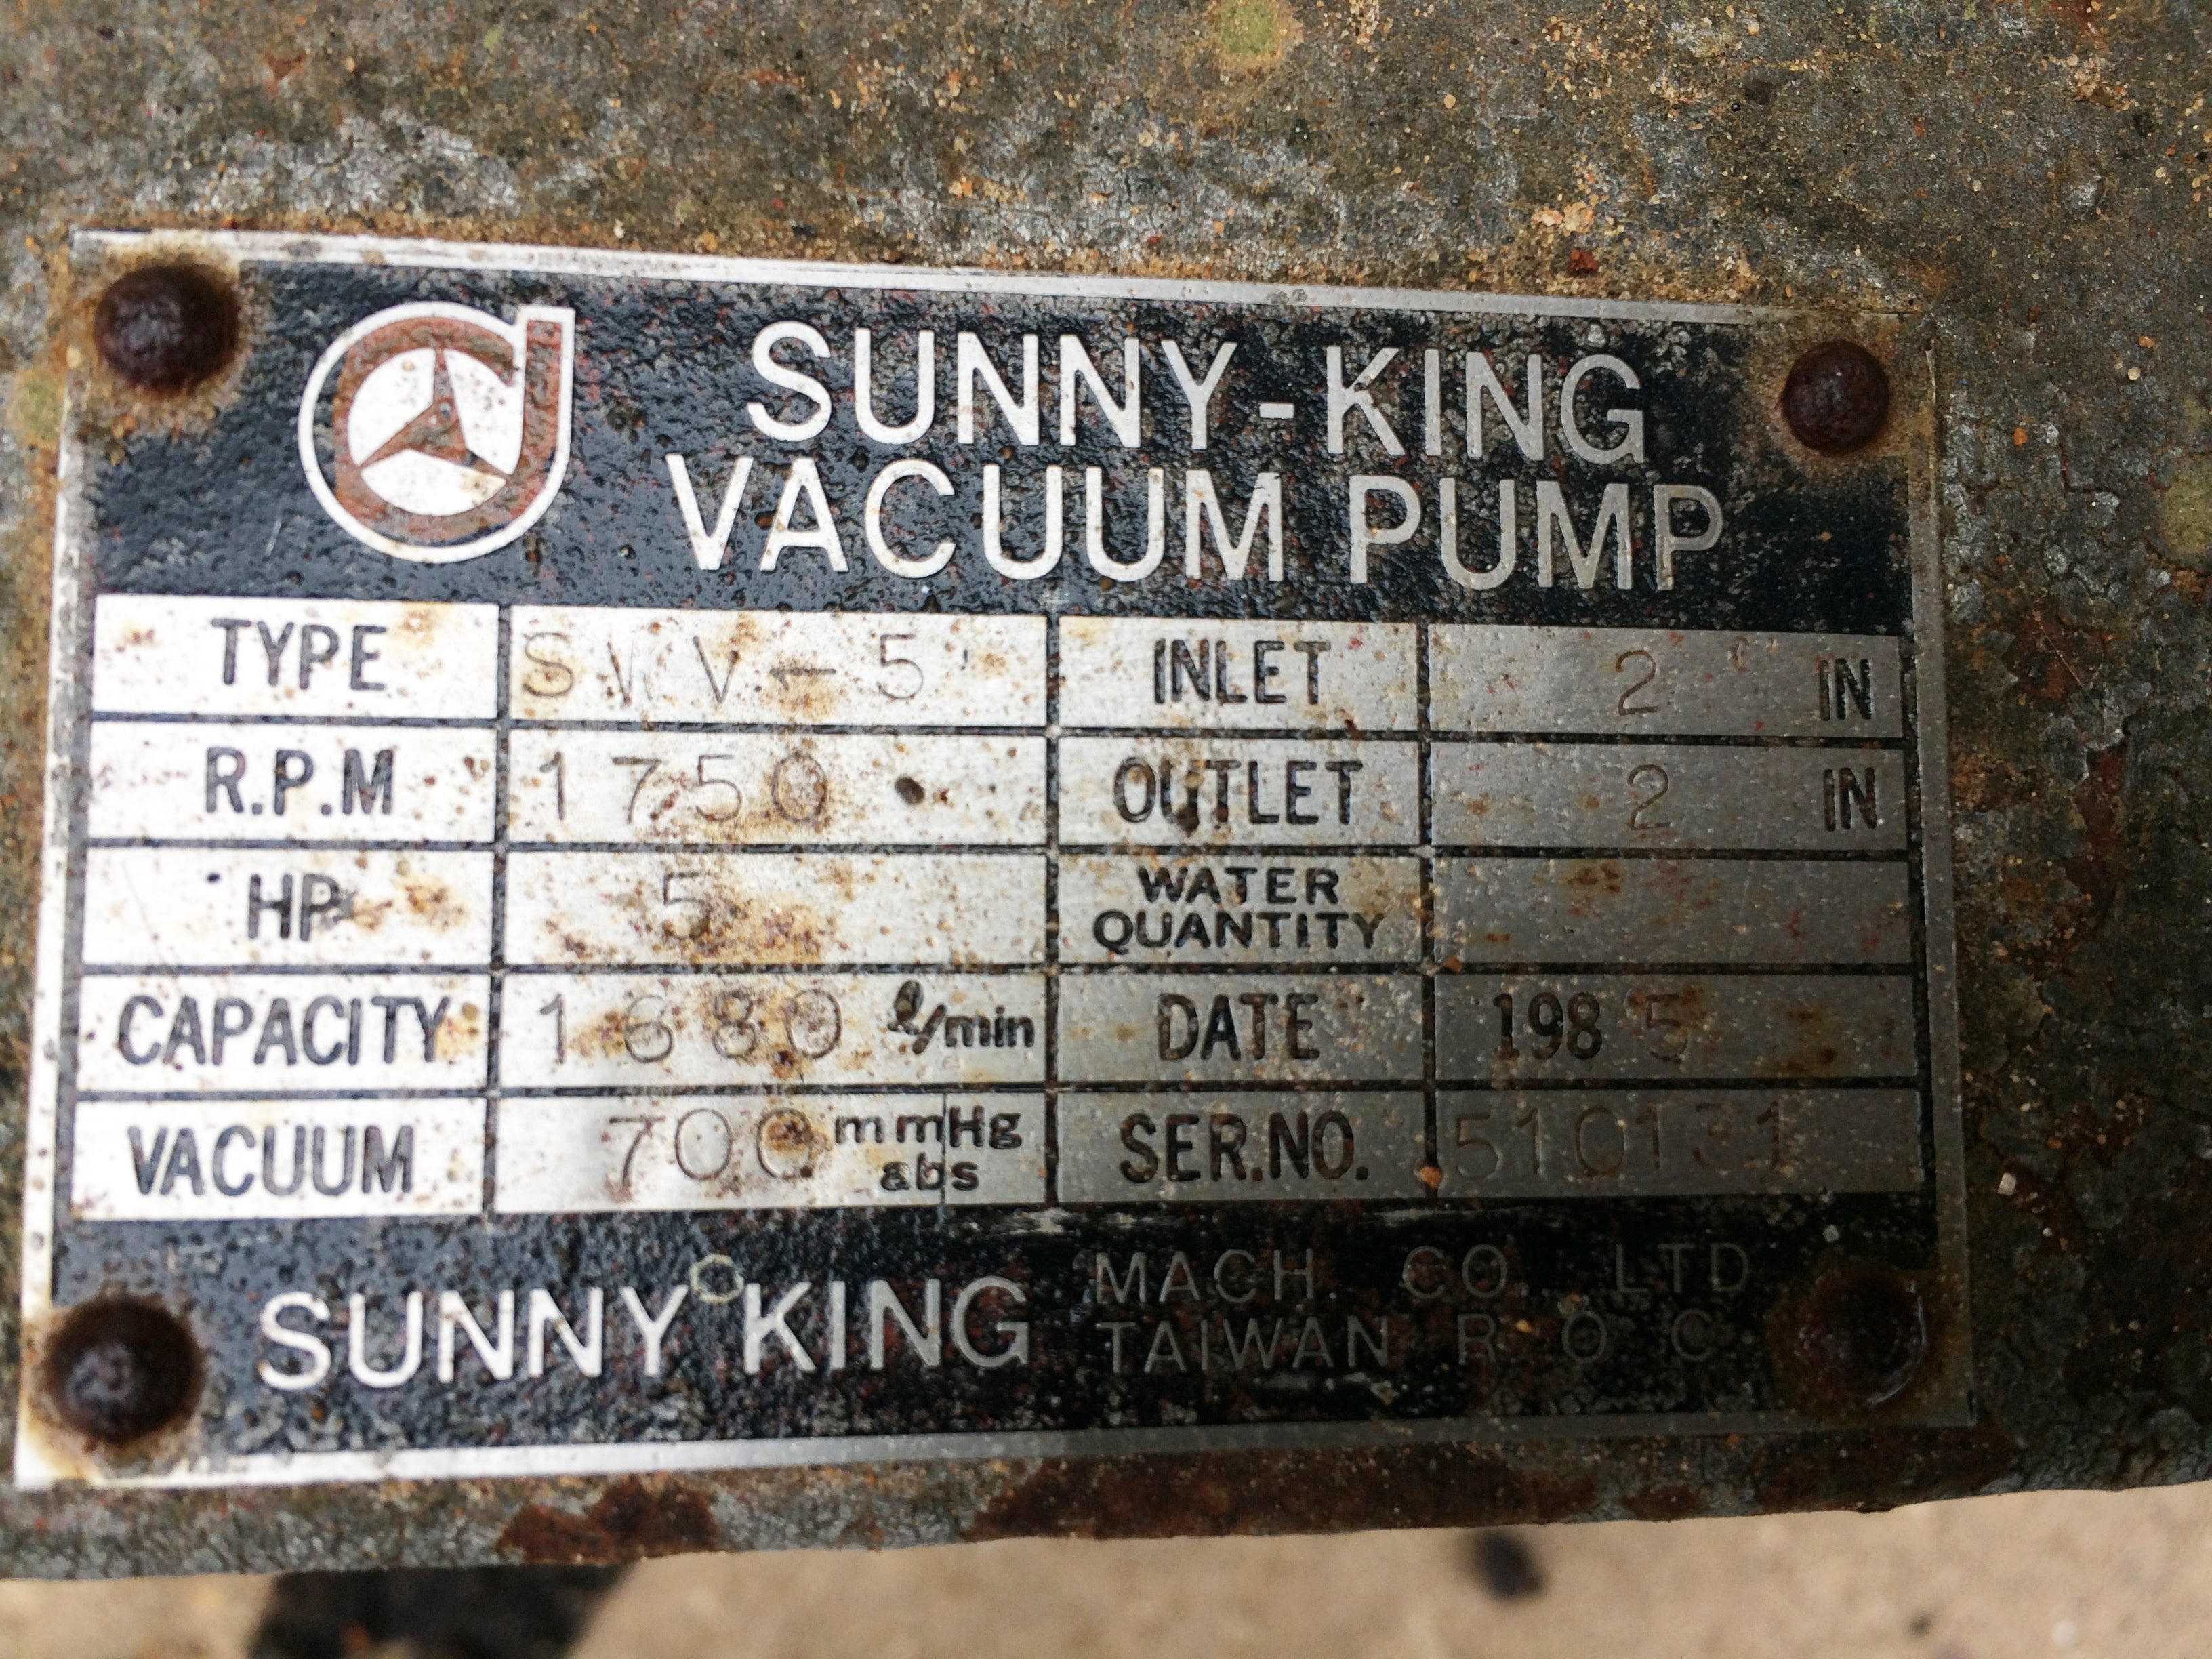 SUNNY-KING
VACUUM PUMP
TYPE SWV-5 INLET 2 IN
R.P.M 1750 OUTLET 2 IN
HP 5 WATER QUANTITY
CAPACITY l/min DATE 1985
VACUUM 700 mmHg abs SER.NO.
SUNNY KING MACH CO LTD
TAIWAN R O C